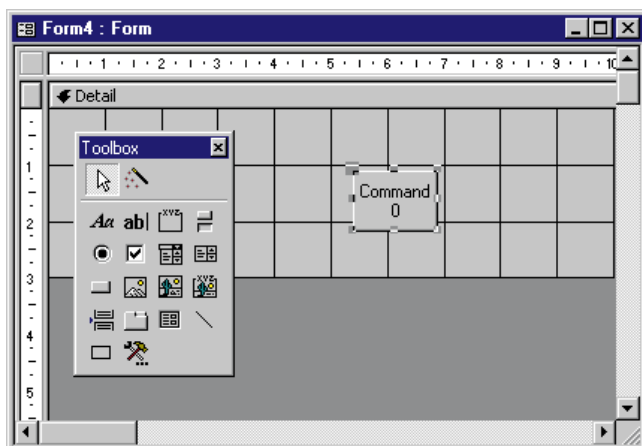 Form4 : Form
1 2 3 4 5 6 7 8 9 10
Detail
Toolbox
1
2
3
4
5
Aa ab| XYZ
XYZ
Command
0